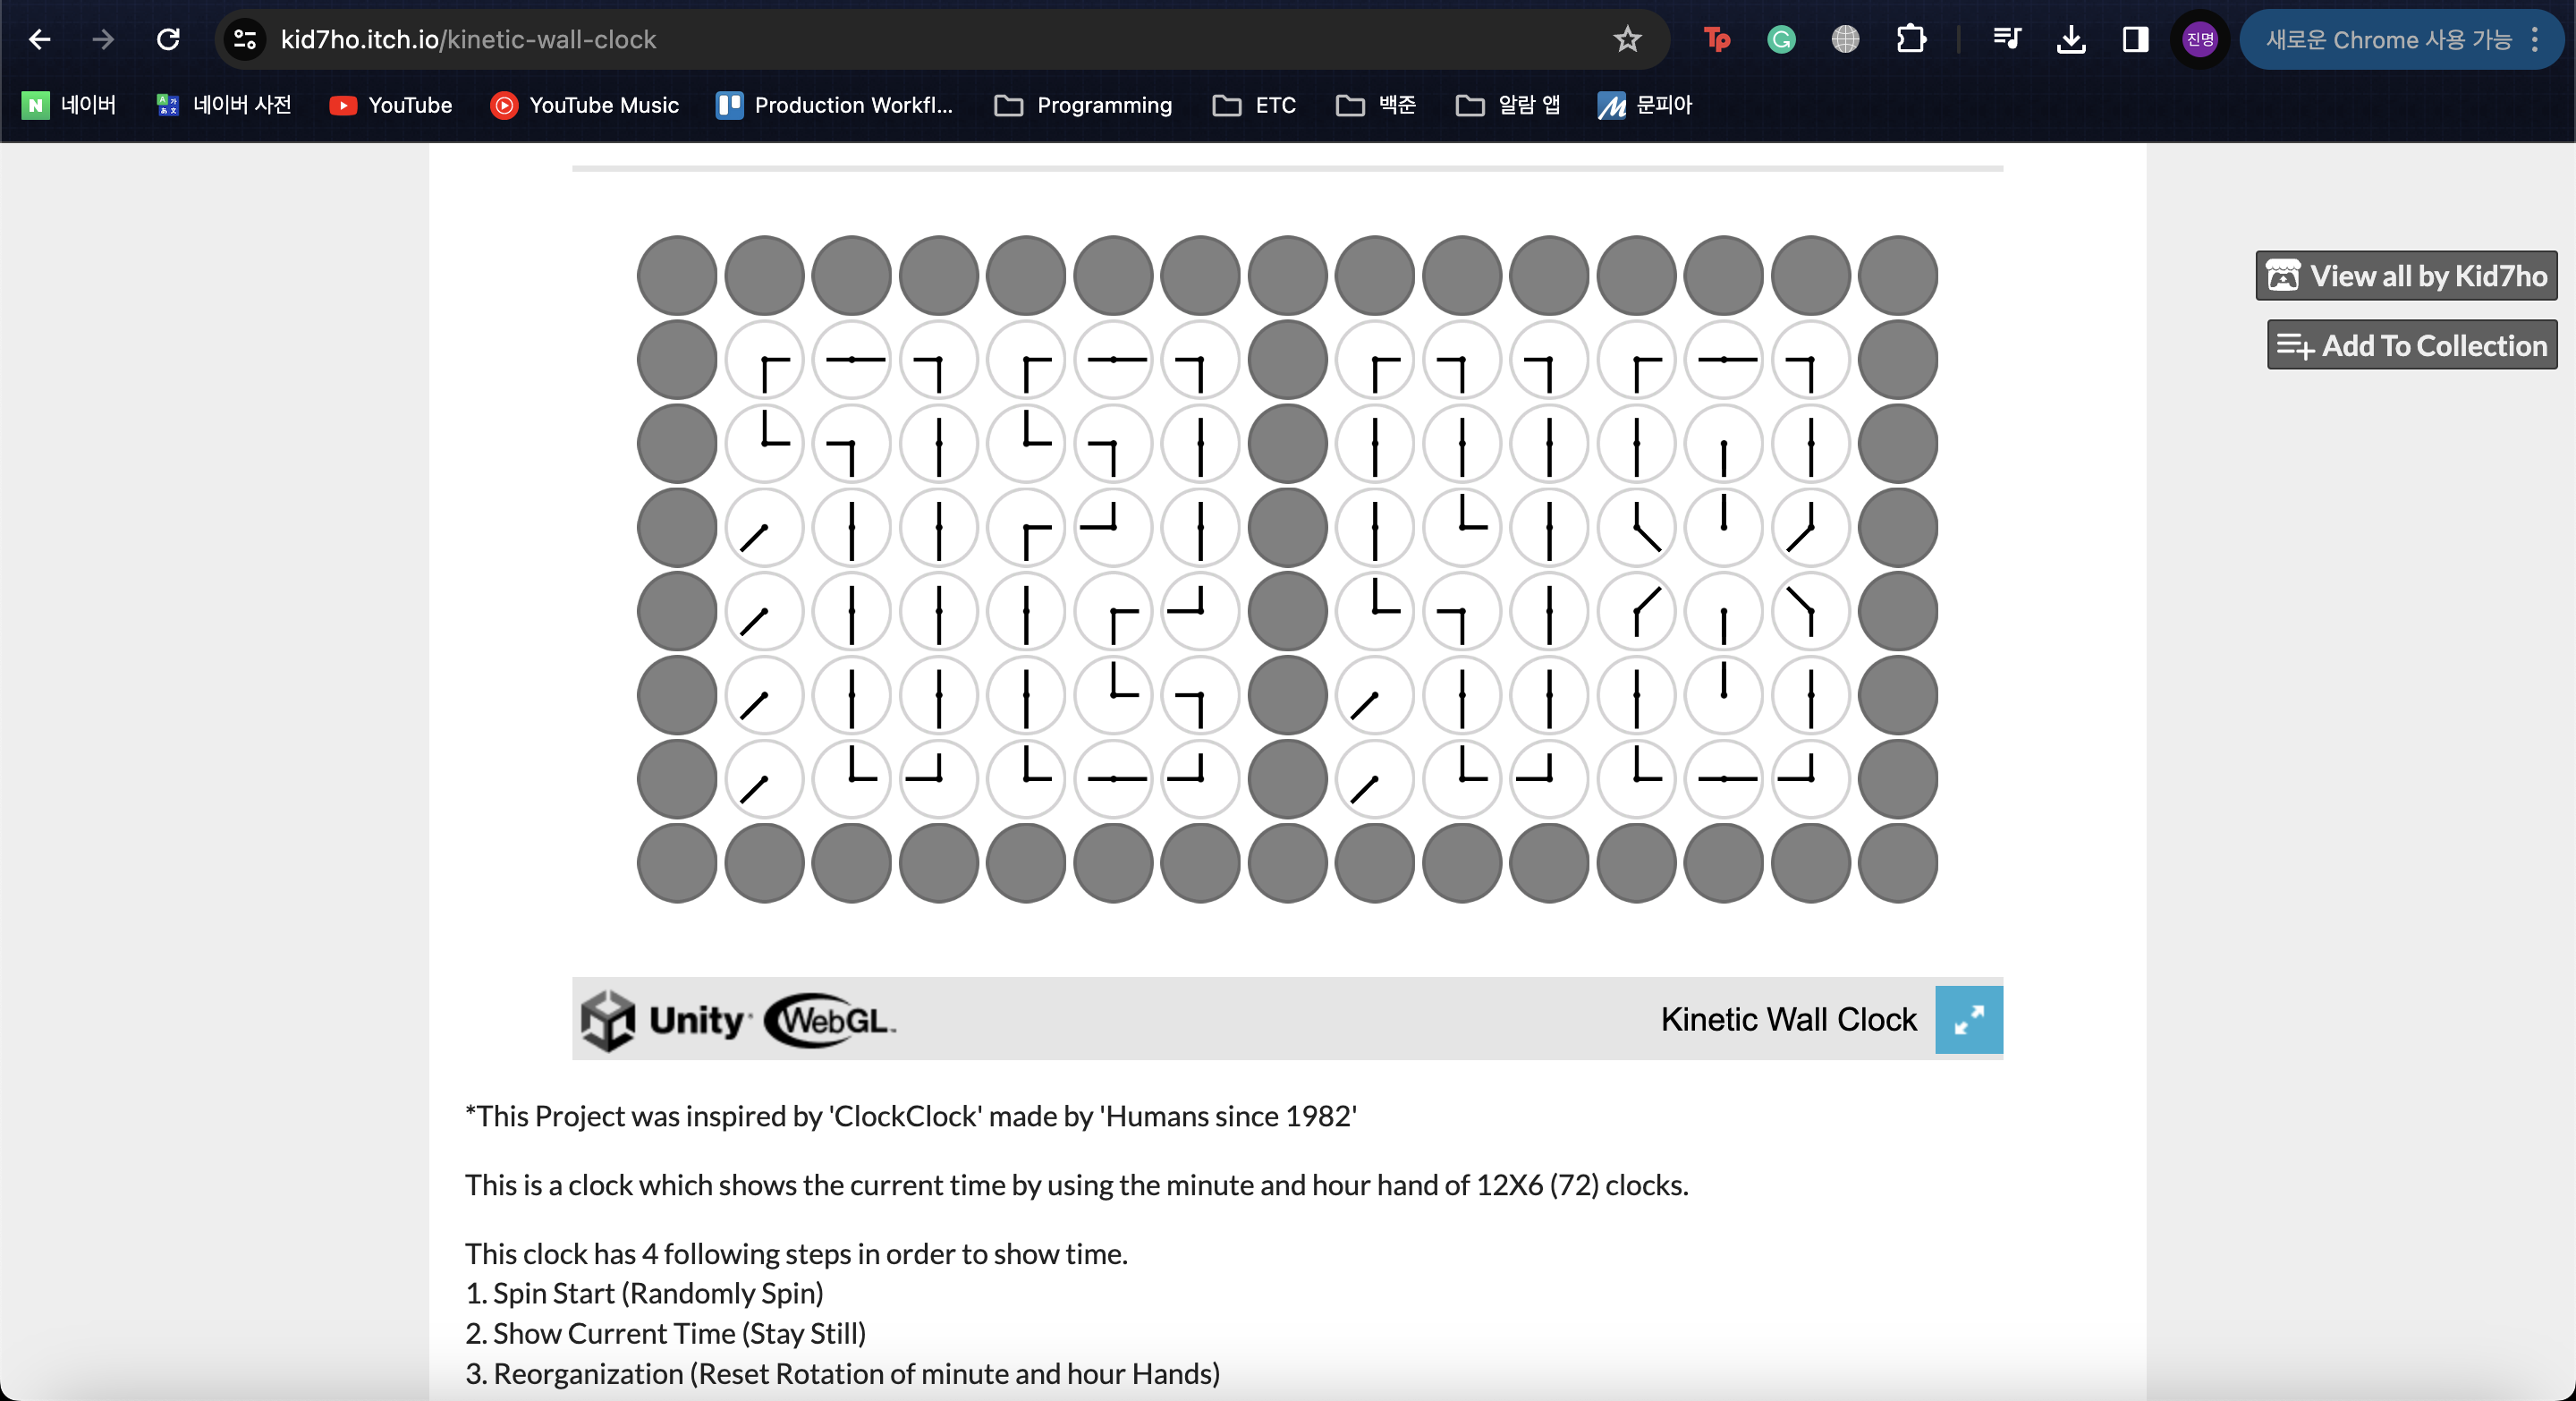 kid7ho.itch.io/kinetic-wall-clock
진명
새로운 Chrome 사용 가능
네이버
네이버 사전
YouTube
YouTube Music
Production Workfl...
Programming
ETC
백준
알람 앱
문피아
View all by Kid7ho
Add To Collection
Unity WebGL
Kinetic Wall Clock
*This Project was inspired by 'ClockClock' made by 'Humans since 1982'
This is a clock which shows the current time by using the minute and hour hand of 12X6 (72) clocks.
This clock has 4 following steps in order to show time.
1. Spin Start (Randomly Spin)
2. Show Current Time (Stay Still)
3. Reorganization (Reset Rotation of minute and hour Hands)